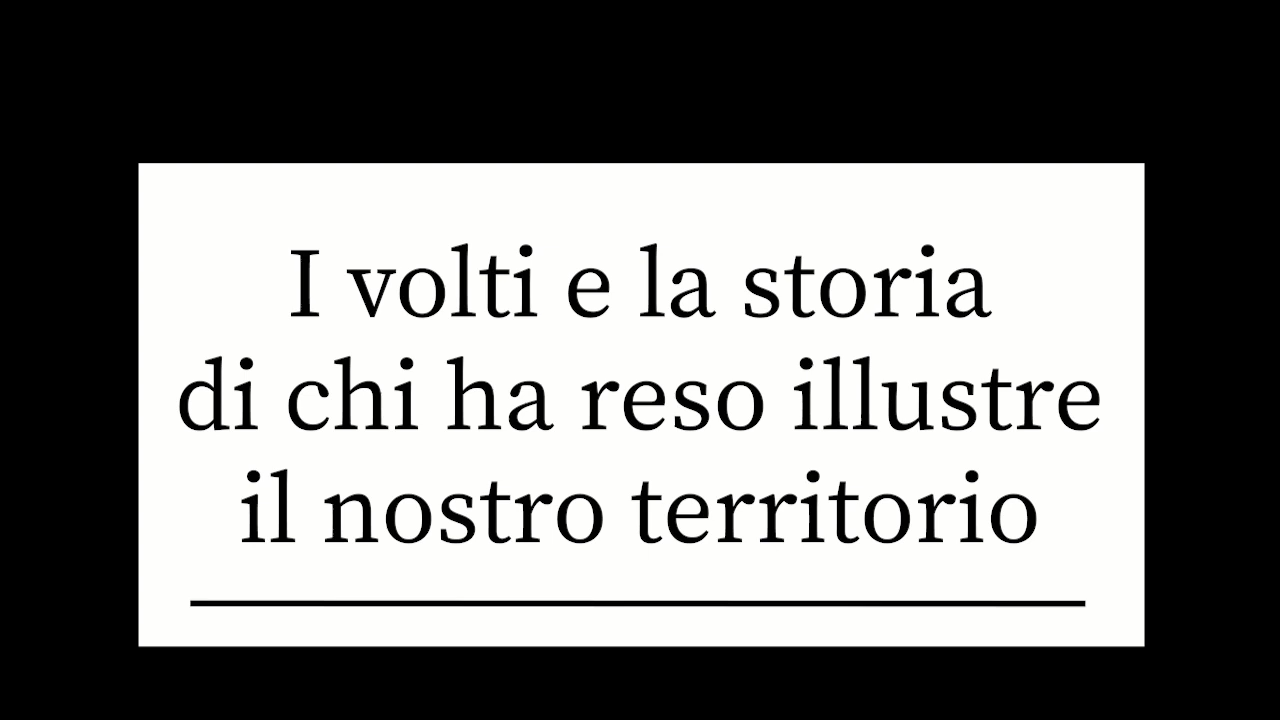 I volti e la storia
di chi ha reso illustre
il nostro territorio